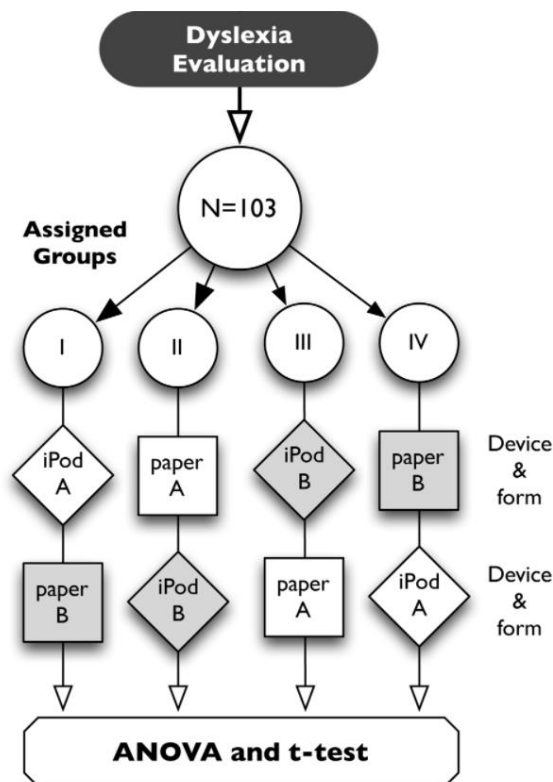 Dyslexia
Evaluation
N=103
Assigned
Groups
I
II
III
IV
iPod
A
paper
A
iPod
B
paper
B
Device
&
form
paper
B
iPod
B
paper
A
iPod
A
Device
&
form
ANOVA and t-test